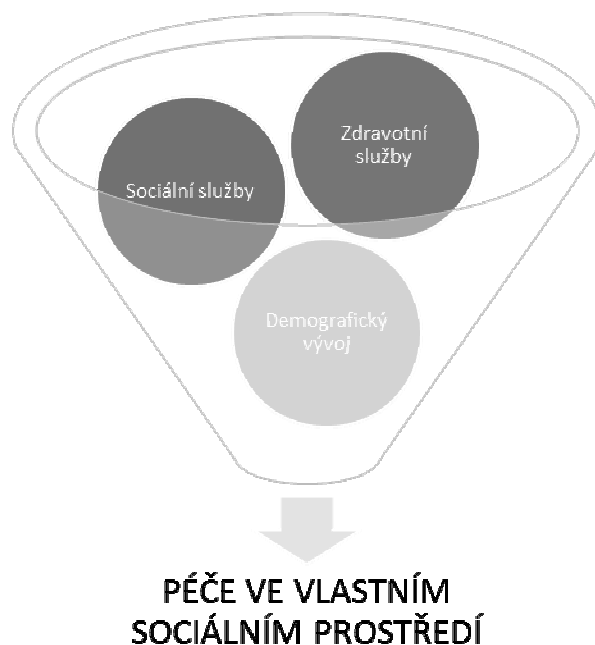 Zdravotní
služby
Sociální služby
Demografický
vývoj
PÉČE VE VLASTNÍM
SOCIÁLNÍM PROSTŘEDÍ